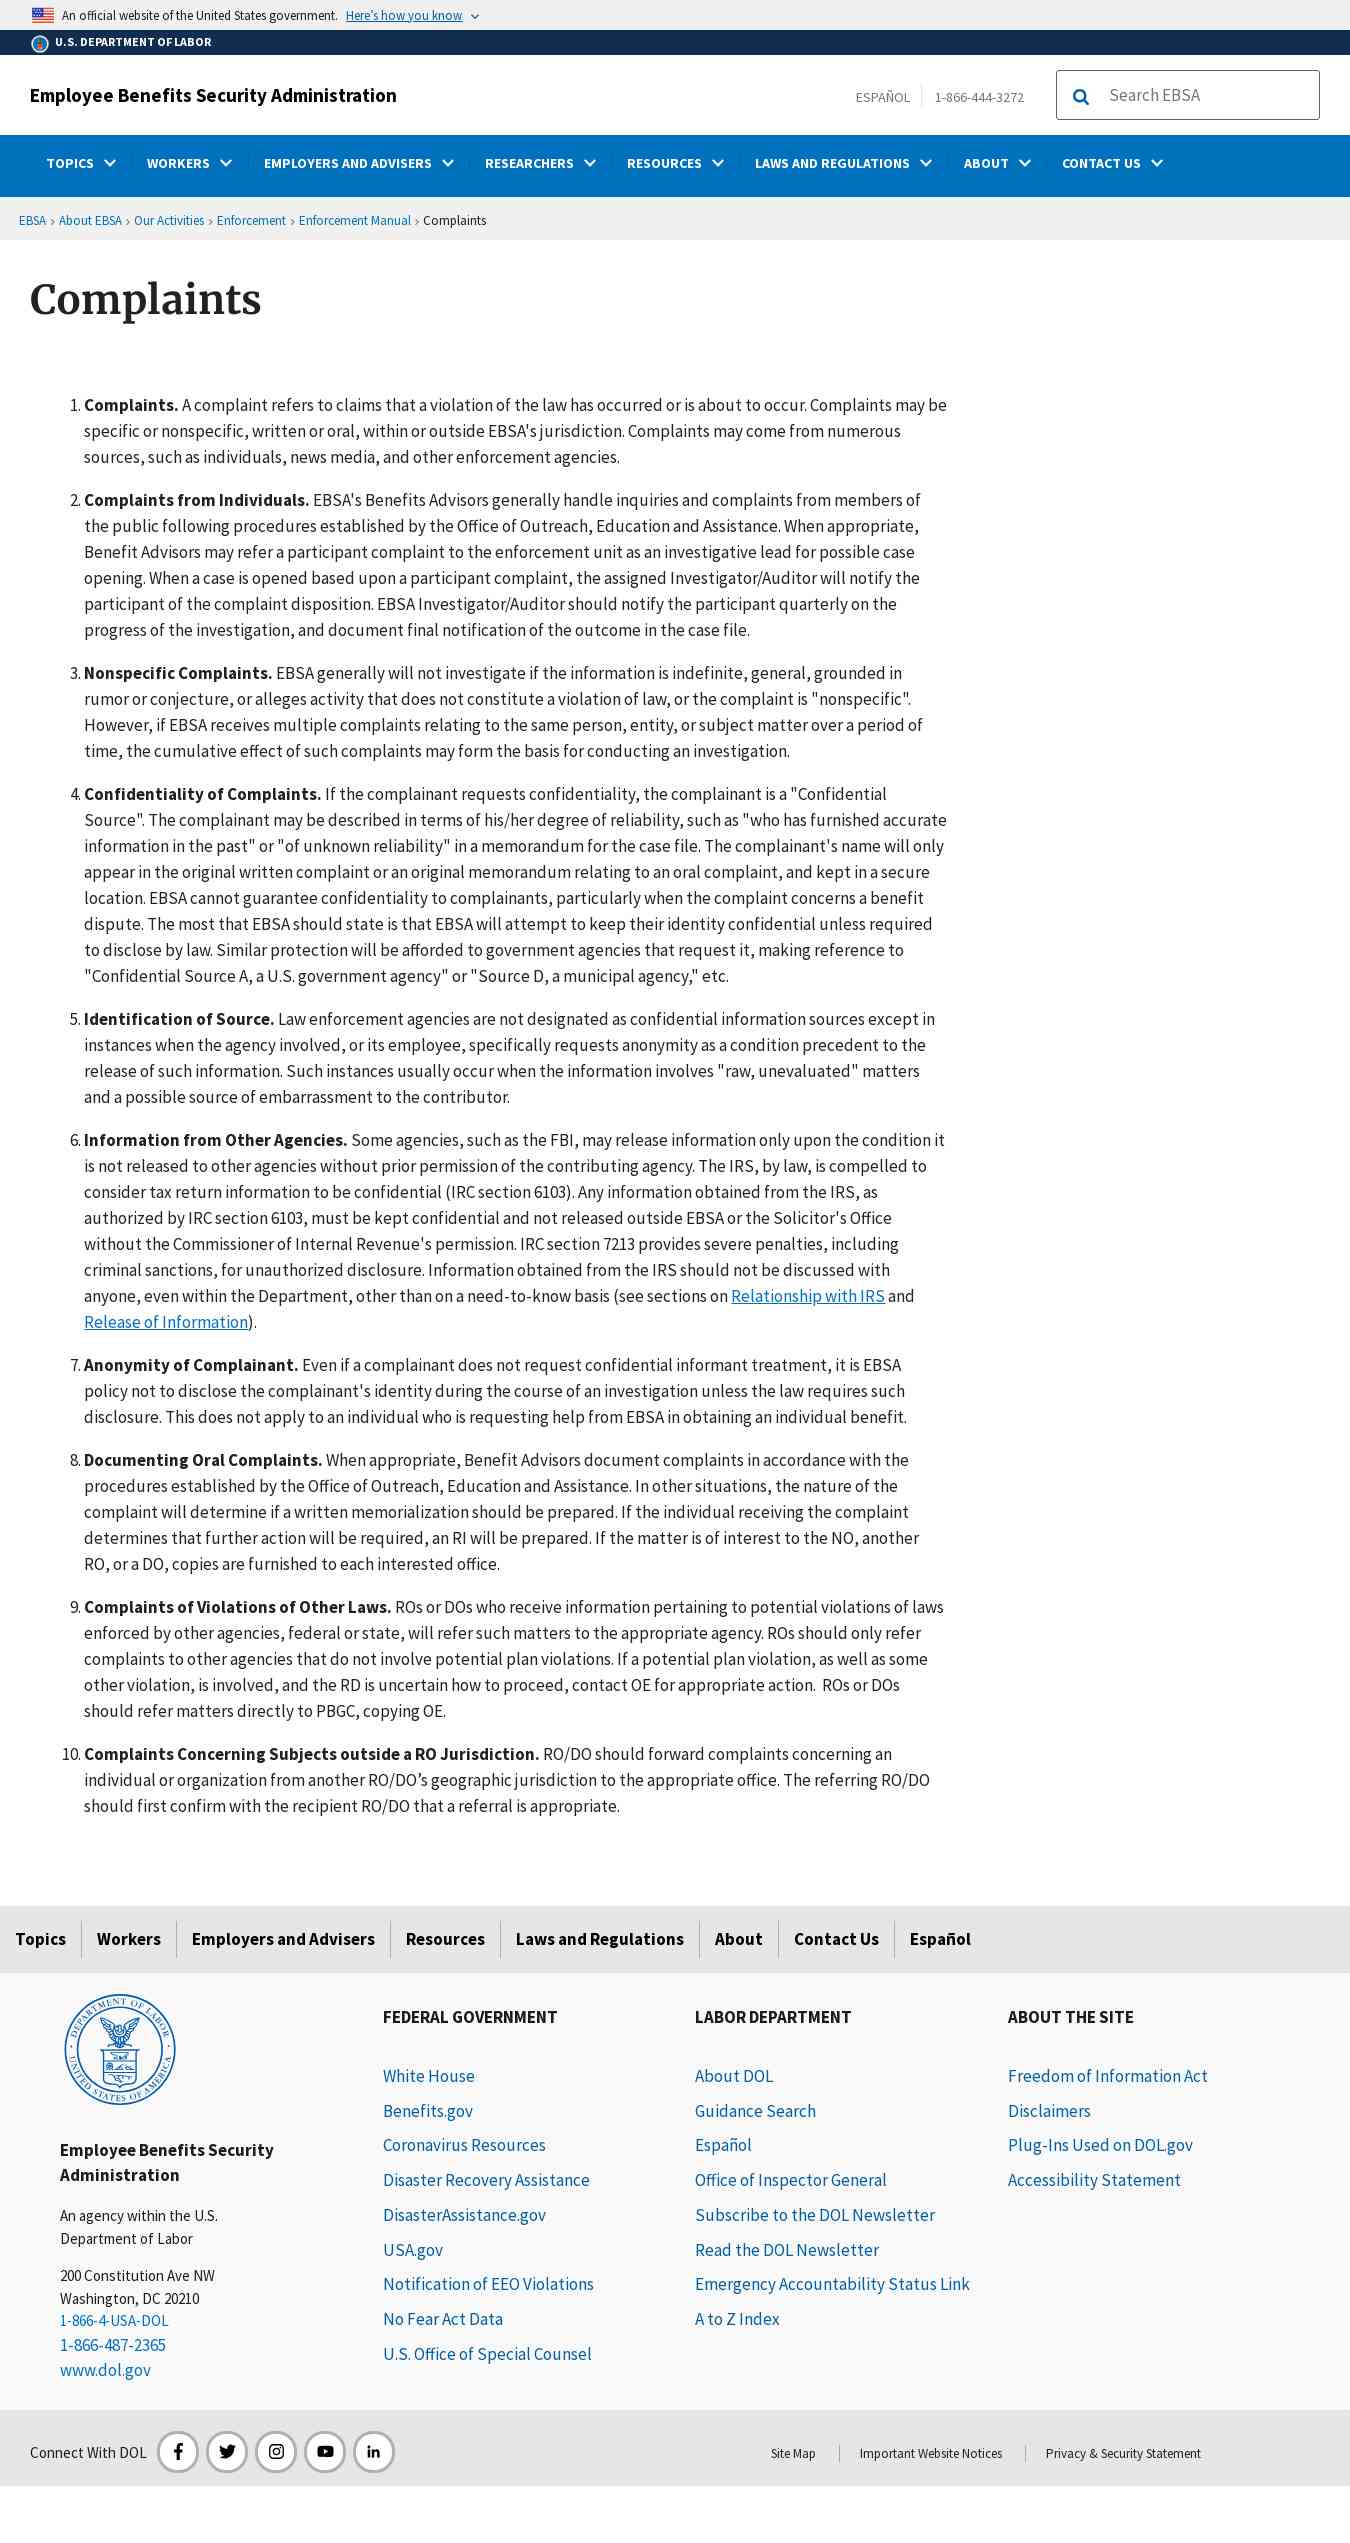 An official website of the United States government. Here's how you know
U.S. DEPARTMENT OF LABOR
Employee Benefits Security Administration
ESPAÑOL 1-866-444-3272
Search EBSA
TOPICS WORKERS EMPLOYERS AND ADVISERS RESEARCHERS RESOURCES LAWS AND REGULATIONS ABOUT CONTACT US
EBSA › About EBSA › Our Activities › Enforcement › Enforcement Manual › Complaints
Complaints
1. Complaints. A complaint refers to claims that a violation of the law has occurred or is about to occur. Complaints may be
specific or nonspecific, written or oral, within or outside EBSA's jurisdiction. Complaints may come from numerous
sources, such as individuals, news media, and other enforcement agencies.
2. Complaints from Individuals. EBSA's Benefits Advisors generally handle inquiries and complaints from members of
the public following procedures established by the Office of Outreach, Education and Assistance. When appropriate,
Benefit Advisors may refer a participant complaint to the enforcement unit as an investigative lead for possible case
opening. When a case is opened based upon a participant complaint, the assigned Investigator/Auditor will notify the
participant of the complaint disposition. EBSA Investigator/Auditor should notify the participant quarterly on the
progress of the investigation, and document final notification of the outcome in the case file.
3. Nonspecific Complaints. EBSA generally will not investigate if the information is indefinite, general, grounded in
rumor or conjecture, or alleges activity that does not constitute a violation of law, or the complaint is "nonspecific".
However, if EBSA receives multiple complaints relating to the same person, entity, or subject matter over a period of
time, the cumulative effect of such complaints may form the basis for conducting an investigation.
4. Confidentiality of Complaints. If the complainant requests confidentiality, the complainant is a "Confidential
Source". The complainant may be described in terms of his/her degree of reliability, such as "who has furnished accurate
information in the past" or "of unknown reliability" in a memorandum for the case file. The complainant's name will only
appear in the original written complaint or an original memorandum relating to an oral complaint, and kept in a secure
location. EBSA cannot guarantee confidentiality to complainants, particularly when the complaint concerns a benefit
dispute. The most that EBSA should state is that EBSA will attempt to keep their identity confidential unless required
to disclose by law. Similar protection will be afforded to government agencies that request it, making reference to
"Confidential Source A, a U.S. government agency" or "Source D, a municipal agency," etc.
5. Identification of Source. Law enforcement agencies are not designated as confidential information sources except in
instances when the agency involved, or its employee, specifically requests anonymity as a condition precedent to the
release of such information. Such instances usually occur when the information involves "raw, unevaluated" matters
and a possible source of embarrassment to the contributor.
6. Information from Other Agencies. Some agencies, such as the FBI, may release information only upon the condition it
is not released to other agencies without prior permission of the contributing agency. The IRS, by law, is compelled to
consider tax return information to be confidential (IRC section 6103). Any information obtained from the IRS, as
authorized by IRC section 6103, must be kept confidential and not released outside EBSA or the Solicitor's Office
without the Commissioner of Internal Revenue's permission. IRC section 7213 provides severe penalties, including
criminal sanctions, for unauthorized disclosure. Information obtained from the IRS should not be discussed with
anyone, even within the Department, other than on a need-to-know basis (see sections on Relationship with IRS and
Release of Information).
7. Anonymity of Complainant. Even if a complainant does not request confidential informant treatment, it is EBSA
policy not to disclose the complainant's identity during the course of an investigation unless the law requires such
disclosure. This does not apply to an individual who is requesting help from EBSA in obtaining an individual benefit.
8. Documenting Oral Complaints. When appropriate, Benefit Advisors document complaints in accordance with the
procedures established by the Office of Outreach, Education and Assistance. In other situations, the nature of the
complaint will determine if a written memorialization should be prepared. If the individual receiving the complaint
determines that further action will be required, an RI will be prepared. If the matter is of interest to the NO, another
RO, or a DO, copies are furnished to each interested office.
9. Complaints of Violations of Other Laws. ROs or DOs who receive information pertaining to potential violations of laws
enforced by other agencies, federal or state, will refer such matters to the appropriate agency. ROs should only refer
complaints to other agencies that do not involve potential plan violations. If a potential plan violation, as well as some
other violation, is involved, and the RD is uncertain how to proceed, contact OE for appropriate action. ROs or DOs
should refer matters directly to PBGC, copying OE.
10. Complaints Concerning Subjects outside a RO Jurisdiction. RO/DO should forward complaints concerning an
individual or organization from another RO/DO's geographic jurisdiction to the appropriate office. The referring RO/DO
should first confirm with the recipient RO/DO that a referral is appropriate.
Topics Workers Employers and Advisers Resources Laws and Regulations About Contact Us Español
DEPARTMENT OF LABOR
UNITED STATES OF AMERICA
Employee Benefits Security
Administration
An agency within the U.S.
Department of Labor
200 Constitution Ave NW
Washington, DC 20210
1-866-4-USA-DOL
1-866-487-2365
www.dol.gov
FEDERAL GOVERNMENT
White House
Benefits.gov
Coronavirus Resources
Disaster Recovery Assistance
DisasterAssistance.gov
USA.gov
Notification of EEO Violations
No Fear Act Data
U.S. Office of Special Counsel
LABOR DEPARTMENT
About DOL
Guidance Search
Español
Office of Inspector General
Subscribe to the DOL Newsletter
Read the DOL Newsletter
Emergency Accountability Status Link
A to Z Index
ABOUT THE SITE
Freedom of Information Act
Disclaimers
Plug-Ins Used on DOL.gov
Accessibility Statement
Connect With DOL
Site Map Important Website Notices Privacy & Security Statement